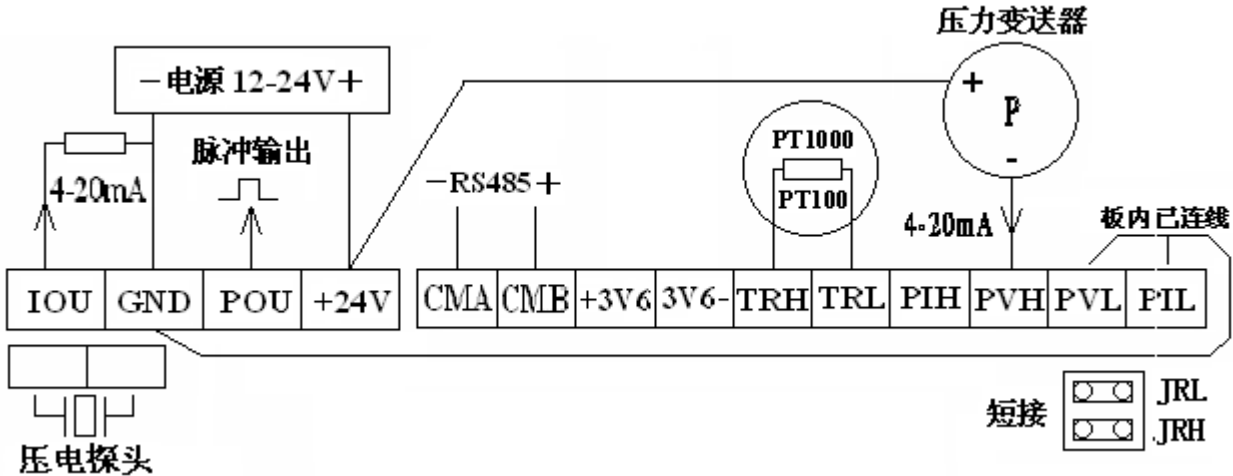 压力变送器
－电源 12-24V＋
+
P
-
脉冲输出
4-20mA
－RS485＋
PT1000
PT100
4-20mA
板内已连线
IOU GND POU +24V
CMA CMB +3V6 3V6- TRH TRL PIH PVH PVL PIL
短接
JRL
JRH
压电探头